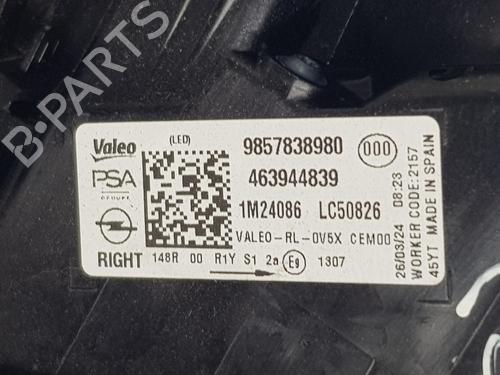 B-PARTS
Valeo
(LED)
9857838980
000
PSA
GROUPE
463944839
1M24086 LC50826
VALEO-RL-OV5X CEM00
RIGHT 148R 00 R1Y S1 2a E9 1307
26/03/24 08:23
WORKER CODE:2157
45YT MADE IN SPAIN